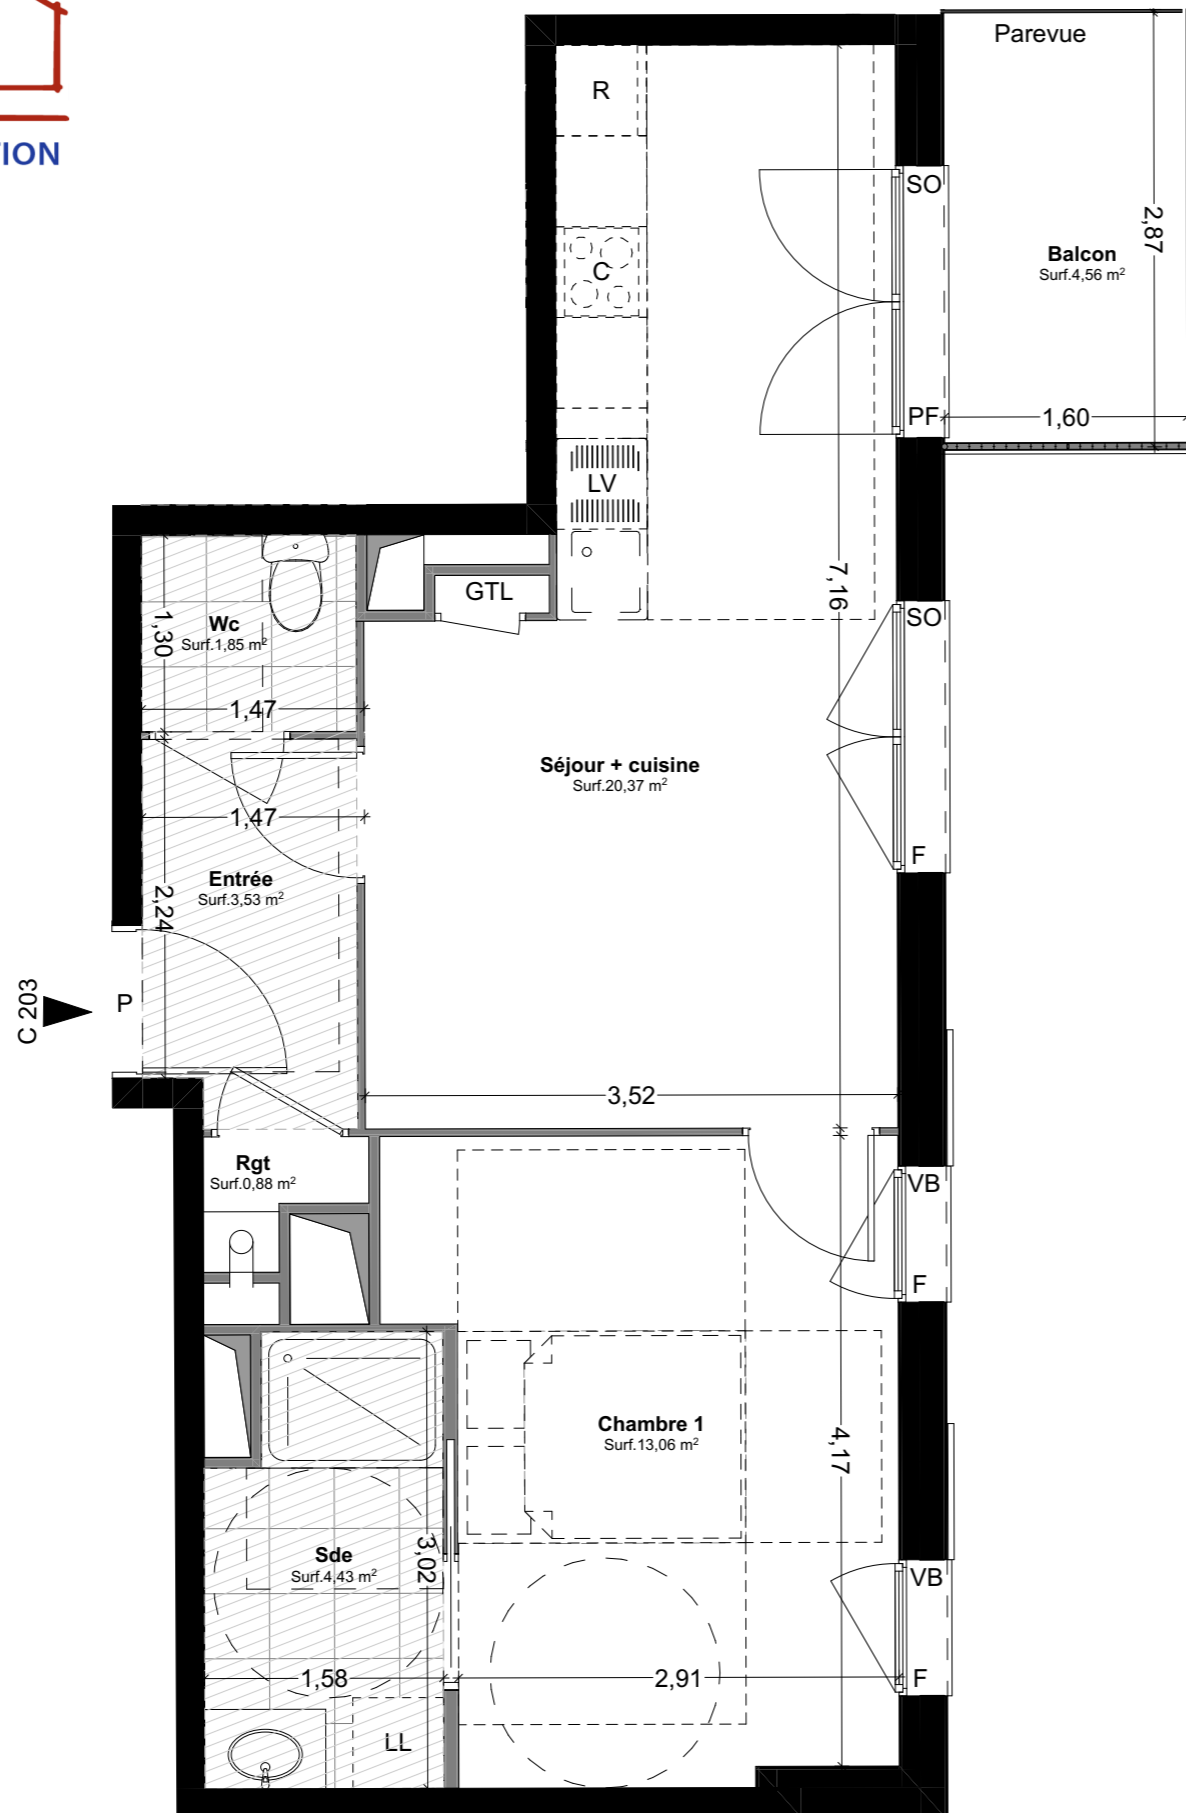 TION
Parevue
R
SO
2,87
Balcon
Surf.4,56 m²
C
PF
1,60
LV
GTL
7,16
SO
Wc
Surf.1,85 m²
1,30
1,47
Séjour + cuisine
Surf.20,37 m²
1,47
F
Entrée
Surf.3,53 m²
2,24
C 203
P
3,52
Rgt
Surf.0,88 m²
VB
F
Chambre 1
Surf.13,06 m²
4,17
Sde
Surf.4,43 m²
3,02
VB
1,58
2,91
F
LL